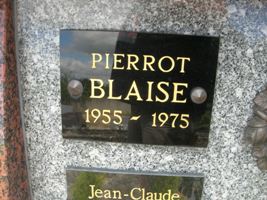 PIERROT
BLAISE
1955 ~ 1975
Jean-Claude